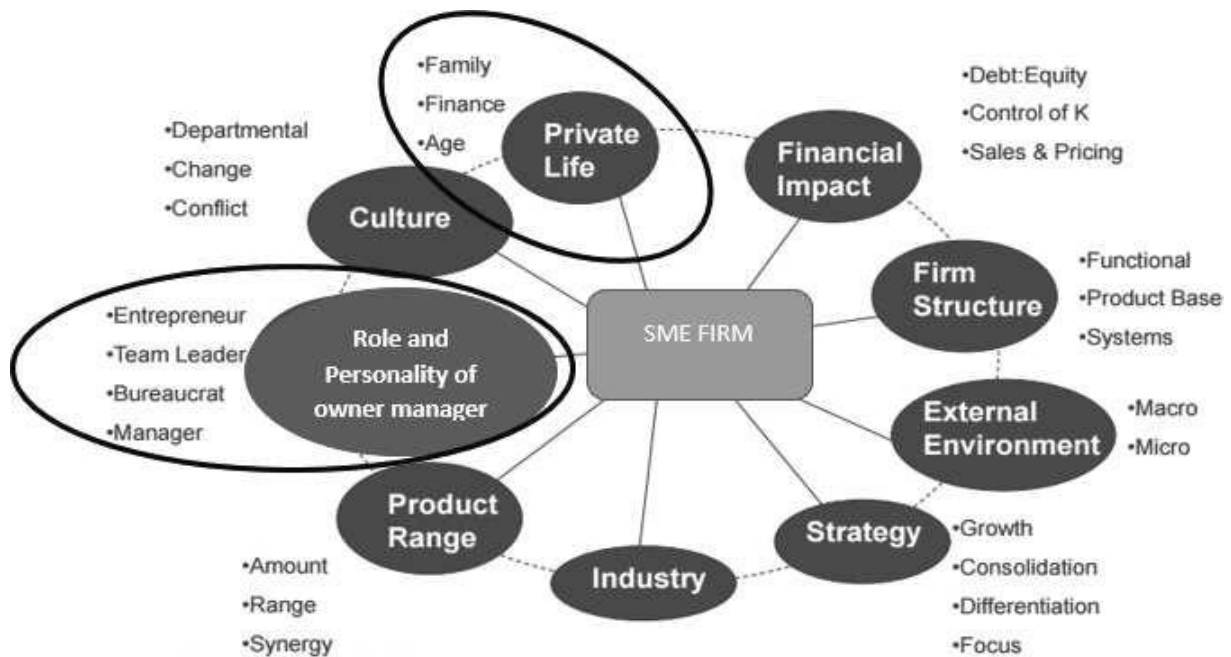 •Family
•Finance
•Age
Private
Life
•Debt:Equity
•Control of K
•Sales & Pricing
Financial
Impact
•Departmental
•Change
•Conflict
Culture
Firm
Structure
•Functional
•Product Base
•Systems
SME FIRM
•Entrepreneur
•Team Leader
•Bureaucrat
•Manager
Role and
Personality of
owner manager
External
Environment
•Macro
•Micro
Product
Range
•Amount
•Range
•Synergy
Industry
Strategy
•Growth
•Consolidation
•Differentiation
•Focus